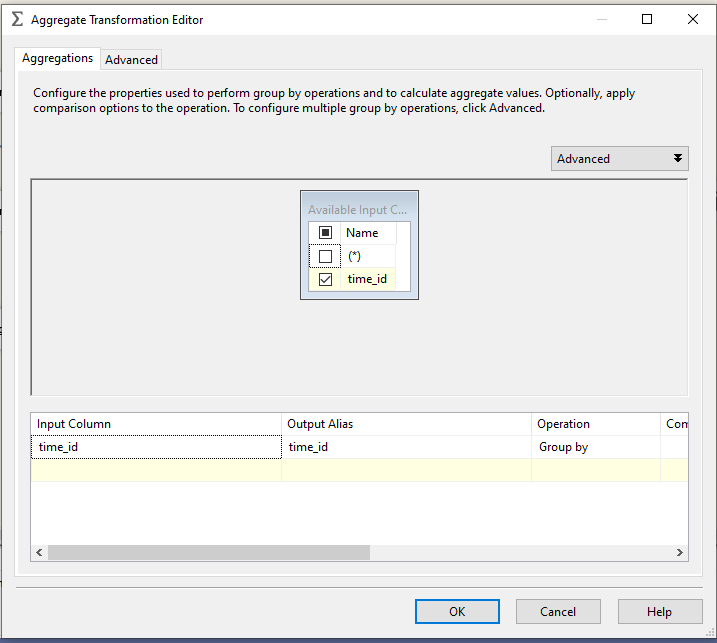 Aggregate Transformation Editor
Aggregations Advanced
Configure the properties used to perform group by operations and to calculate aggregate values. Optionally, apply
comparison options to the operation. To configure multiple group by operations, click Advanced.
Advanced
Available Input C...
Name
(*)
time_id
Input Column Output Alias Operation Com
time_id time_id Group by
OK Cancel Help